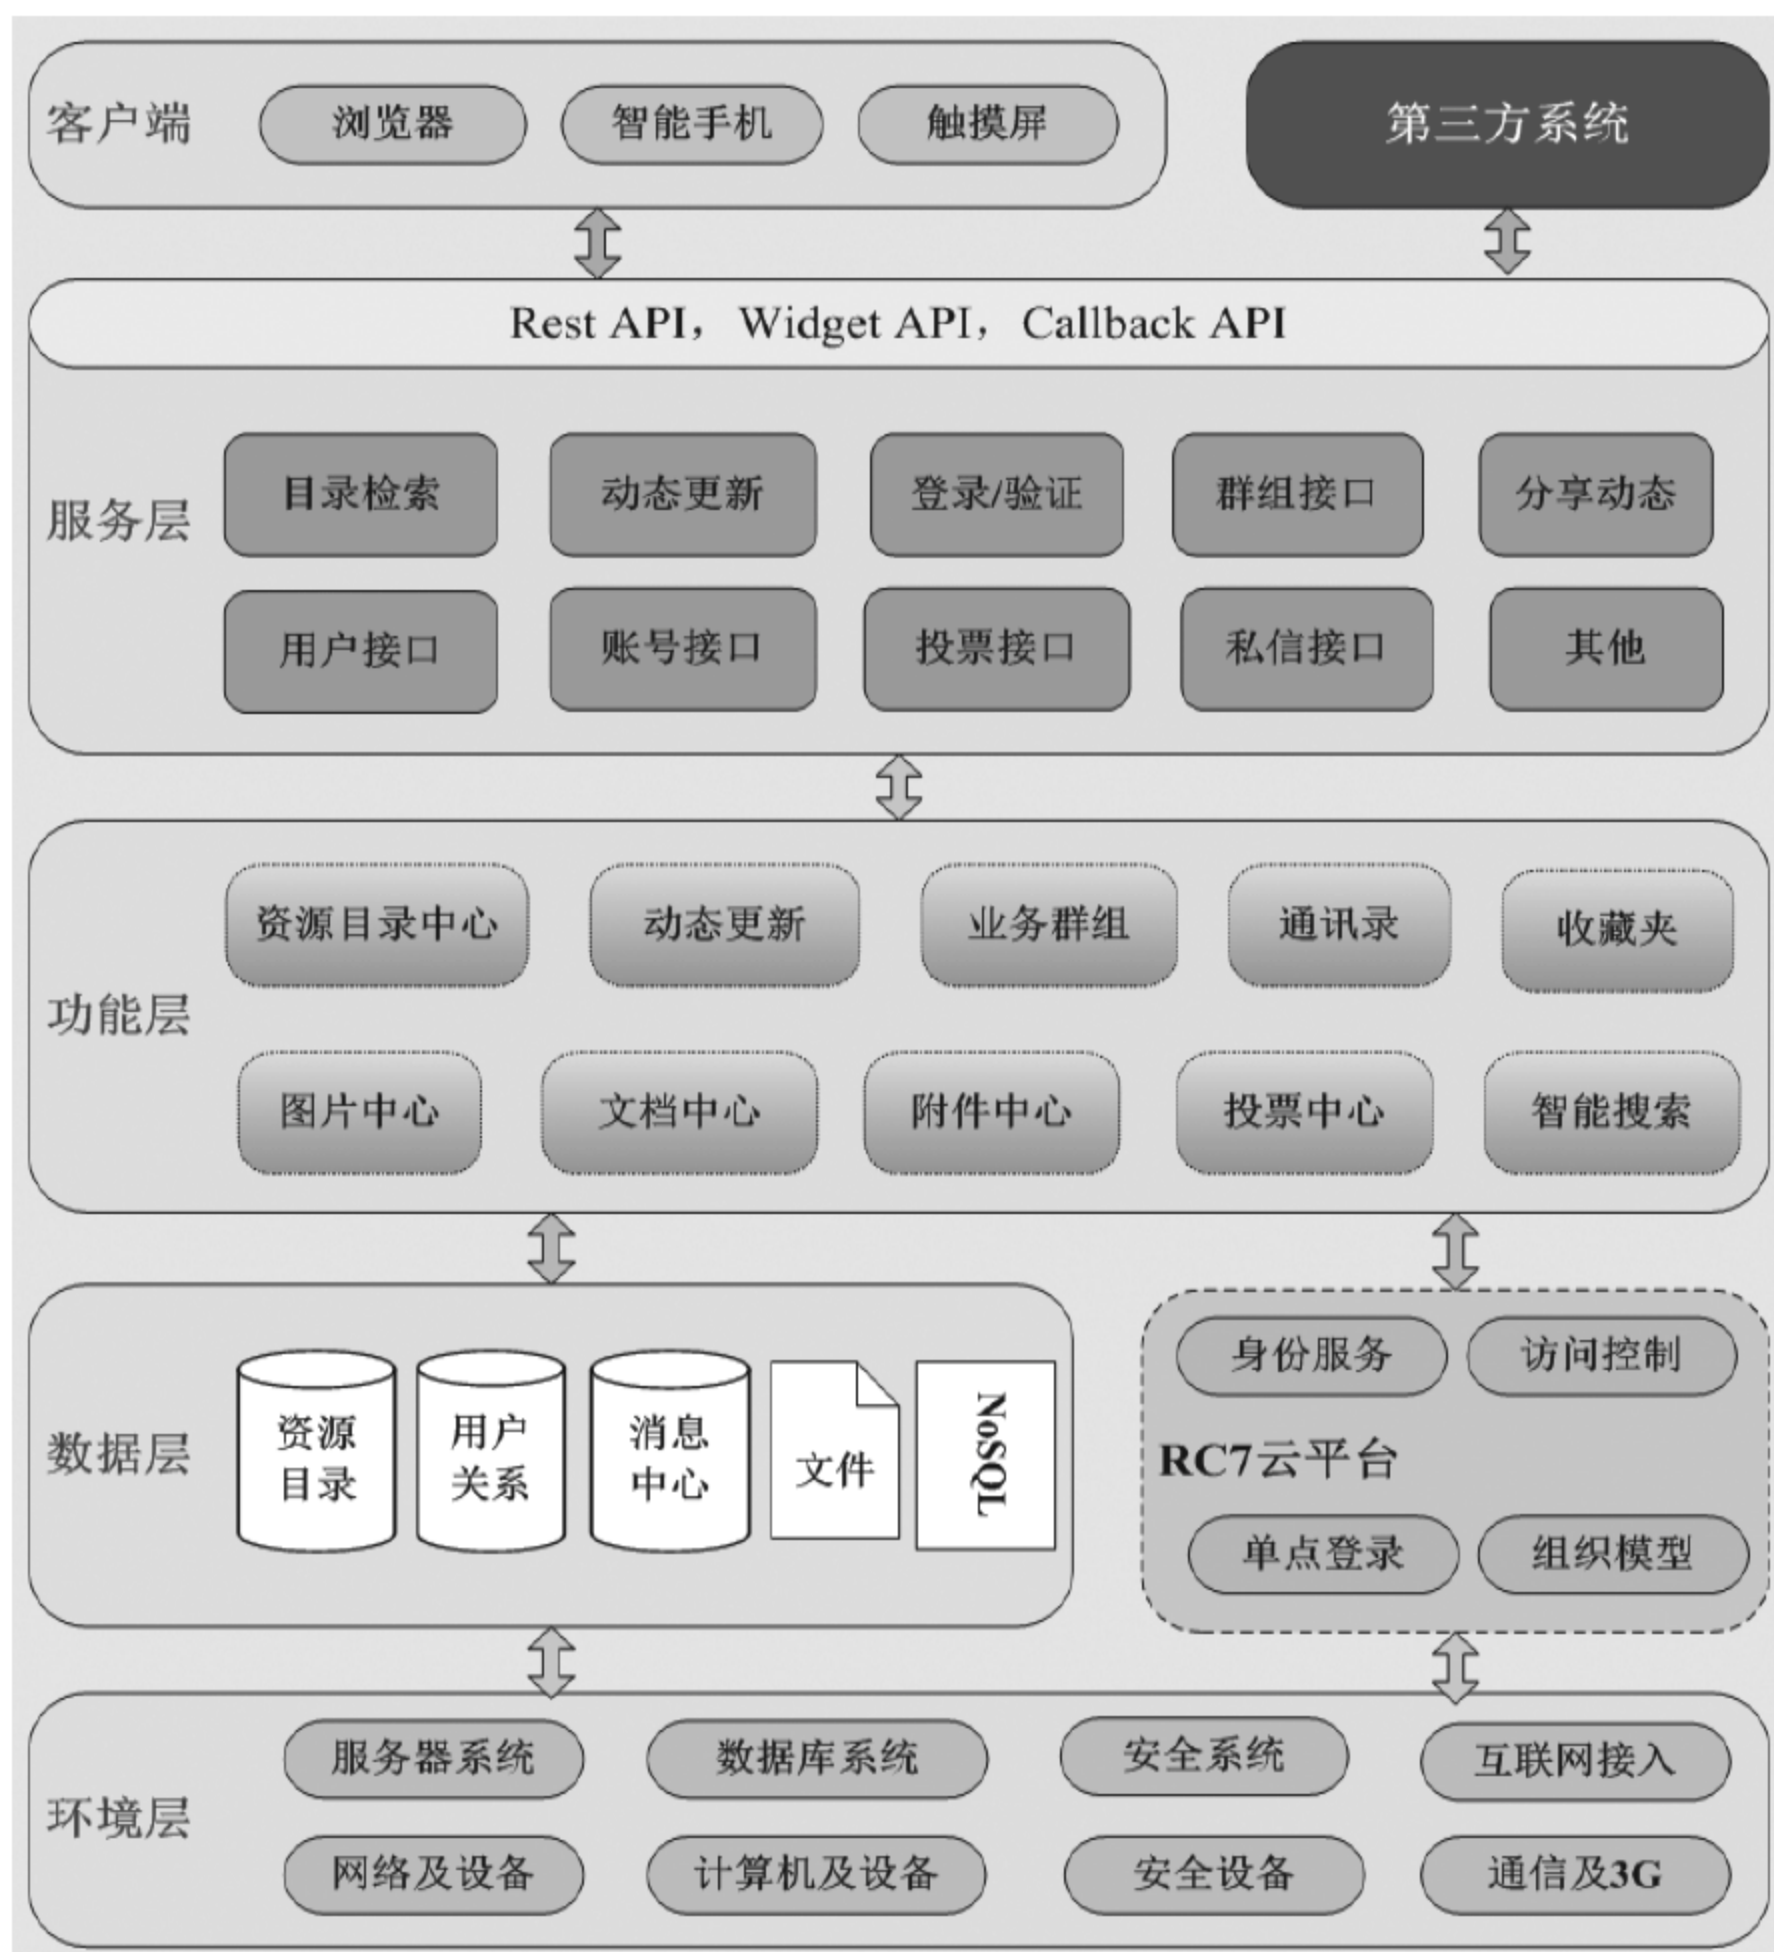 客户端
浏览器
智能手机
触摸屏
第三方系统
Rest API， Widget API， Callback API
服务层
目录检索
动态更新
登录/验证
群组接口
分享动态
用户接口
账号接口
投票接口
私信接口
其他
功能层
资源目录中心
动态更新
业务群组
通讯录
收藏夹
图片中心
文档中心
附件中心
投票中心
智能搜索
数据层
资源
目录
用户
关系
消息
中心
文件
NoSQL
身份服务
访问控制
RC7云平台
单点登录
组织模型
环境层
服务器系统
数据库系统
安全系统
互联网接入
网络及设备
计算机及设备
安全设备
通信及3G